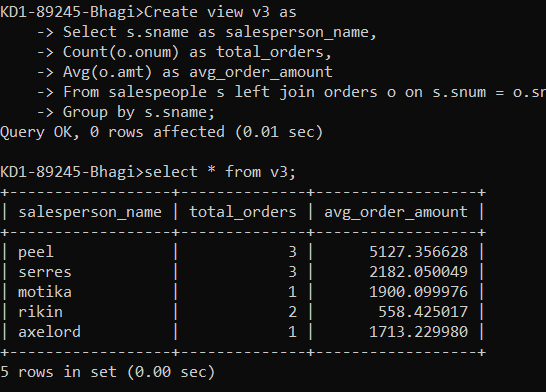 KD1-89245-Bhagi>Create view v3 as
    -> Select s.sname as salesperson_name,
    -> Count(o.onum) as total_orders,
    -> Avg(o.amt) as avg_order_amount
    -> From salespeople s left join orders o on s.snum = o.sn
    -> Group by s.sname;
Query OK, 0 rows affected (0.01 sec)
KD1-89245-Bhagi>select * from v3;
+------------------+--------------+------------------+
| salesperson_name | total_orders | avg_order_amount |
+------------------+--------------+------------------+
| peel             |            3 |      5127.356628 |
| serres           |            3 |      2182.050049 |
| motika           |            1 |      1900.099976 |
| rikin            |            2 |       558.425017 |
| axelord          |            1 |      1713.229980 |
+------------------+--------------+------------------+
5 rows in set (0.00 sec)